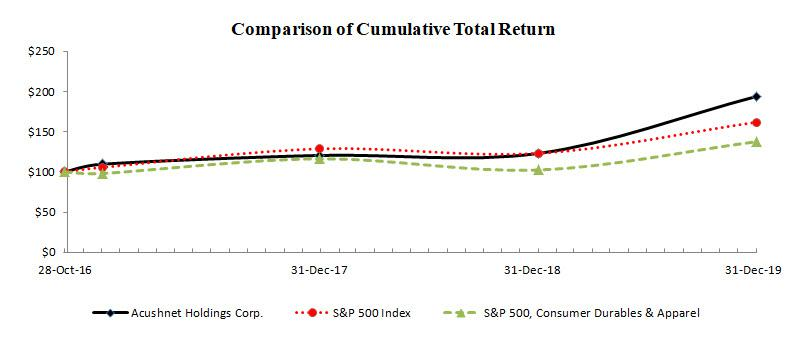 Comparison of Cumulative Total Return
$250
$200
$150
$100
$50
$0
28-Oct-16 31-Dec-17 31-Dec-18 31-Dec-19
Acushnet Holdings Corp. S&P 500 Index S&P 500, Consumer Durables & Apparel